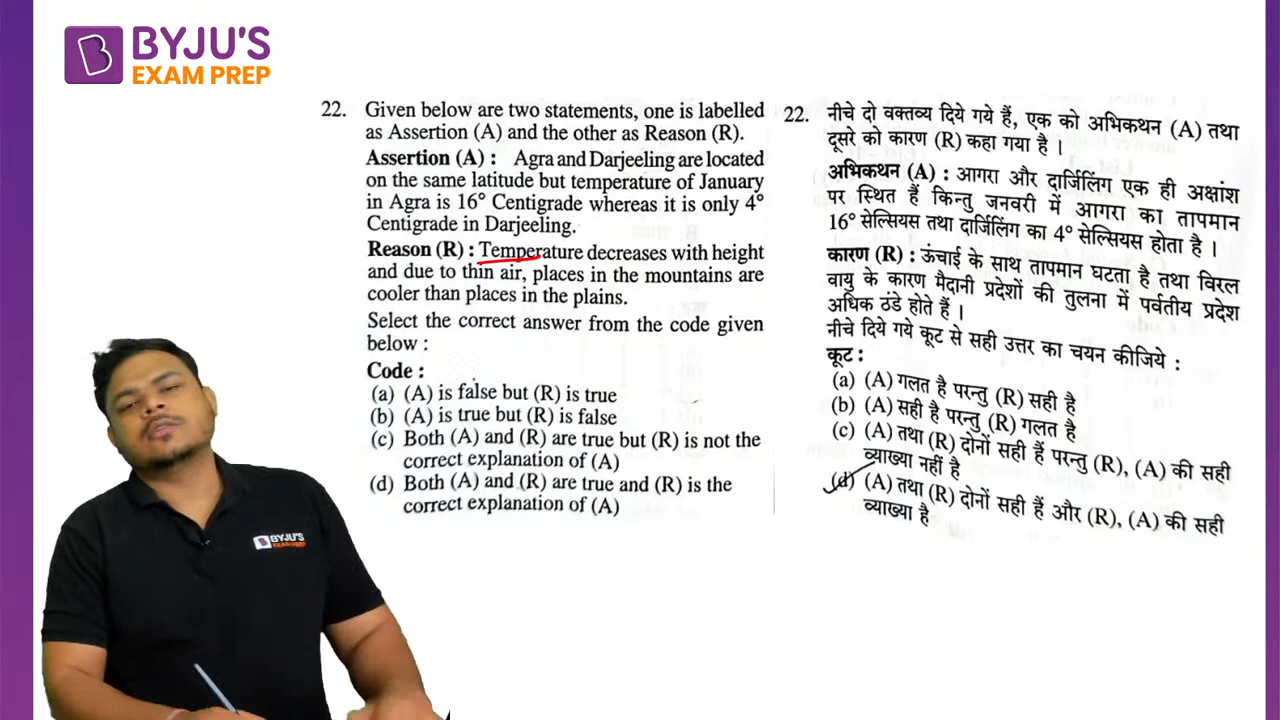 BYJU'S
EXAM PREP
22. Given below are two statements, one is labelled
as Assertion (A) and the other as Reason (R).
Assertion (A) : Agra and Darjeeling are located
on the same latitude but temperature of January
in Agra is 16° Centigrade whereas it is only 4°
Centigrade in Darjeeling.
Reason (R) : Temperature decreases with height
and due to thin air, places in the mountains are
cooler than places in the plains.
Select the correct answer from the code given
below :
Code :
(a) (A) is false but (R) is true
(b) (A) is true but (R) is false
(c) Both (A) and (R) are true but (R) is not the
correct explanation of (A)
(d) Both (A) and (R) are true and (R) is the
correct explanation of (A)
22. नीचे दो वक्तव्य दिये गये हैं, एक को अभिकथन (A) तथा
दूसरे को कारण (R) कहा गया है ।
अभिकथन (A) : आगरा और दार्जिलिंग एक ही अक्षांश
पर स्थित हैं किन्तु जनवरी में आगरा का तापमान
16° सेल्सियस तथा दार्जिलिंग का 4° सेल्सियस होता है ।
कारण (R) : ऊंचाई के साथ तापमान घटता है तथा विरल
वायु के कारण मैदानी प्रदेशों की तुलना में पर्वतीय प्रदेश
अधिक ठंडे होते हैं ।
नीचे दिये गये कूट से सही उत्तर का चयन कीजिये :
कूट :
(a) (A) गलत है परन्तु (R) सही है
(b) (A) सही है परन्तु (R) गलत है
(c) (A) तथा (R) दोनों सही हैं परन्तु (R), (A) की सही
व्याख्या नहीं है
(d) (A) तथा (R) दोनों सही हैं और (R), (A) की सही
व्याख्या है
BYJU'S
EXAM PREP